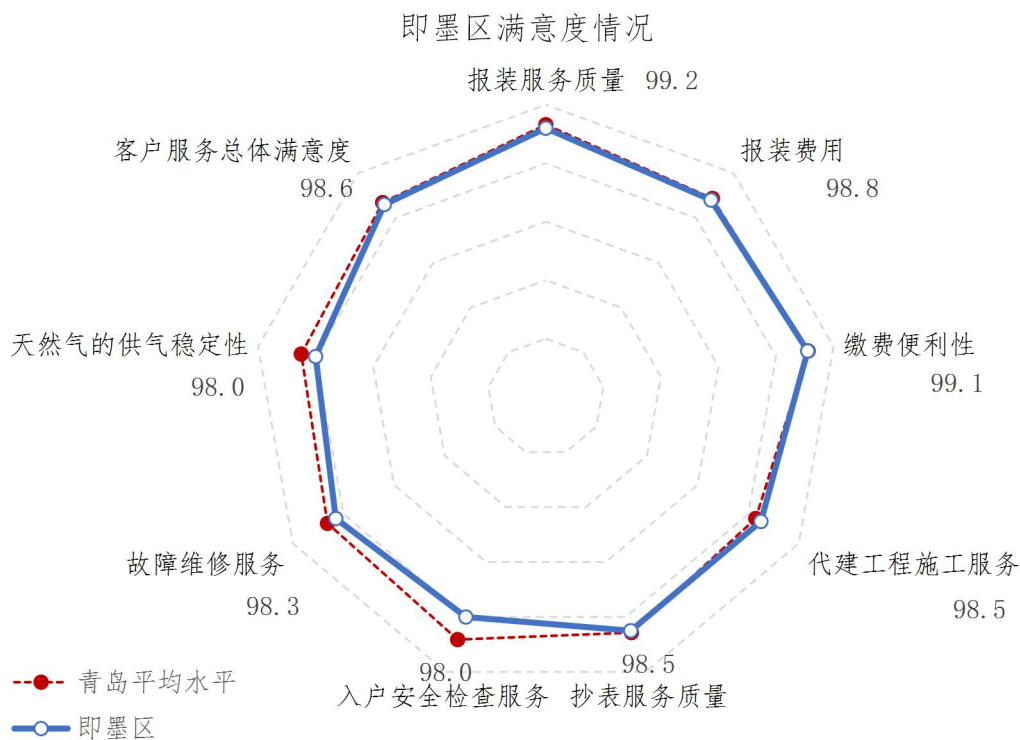 即墨区满意度情况
报装服务质量 99.2
客户服务总体满意度
98.6
报装费用
98.8
天然气的供气稳定性
98.0
缴费便利性
99.1
故障维修服务
98.3
代建工程施工服务
98.5
98.0
入户安全检查服务
98.5
抄表服务质量
青岛平均水平
即墨区